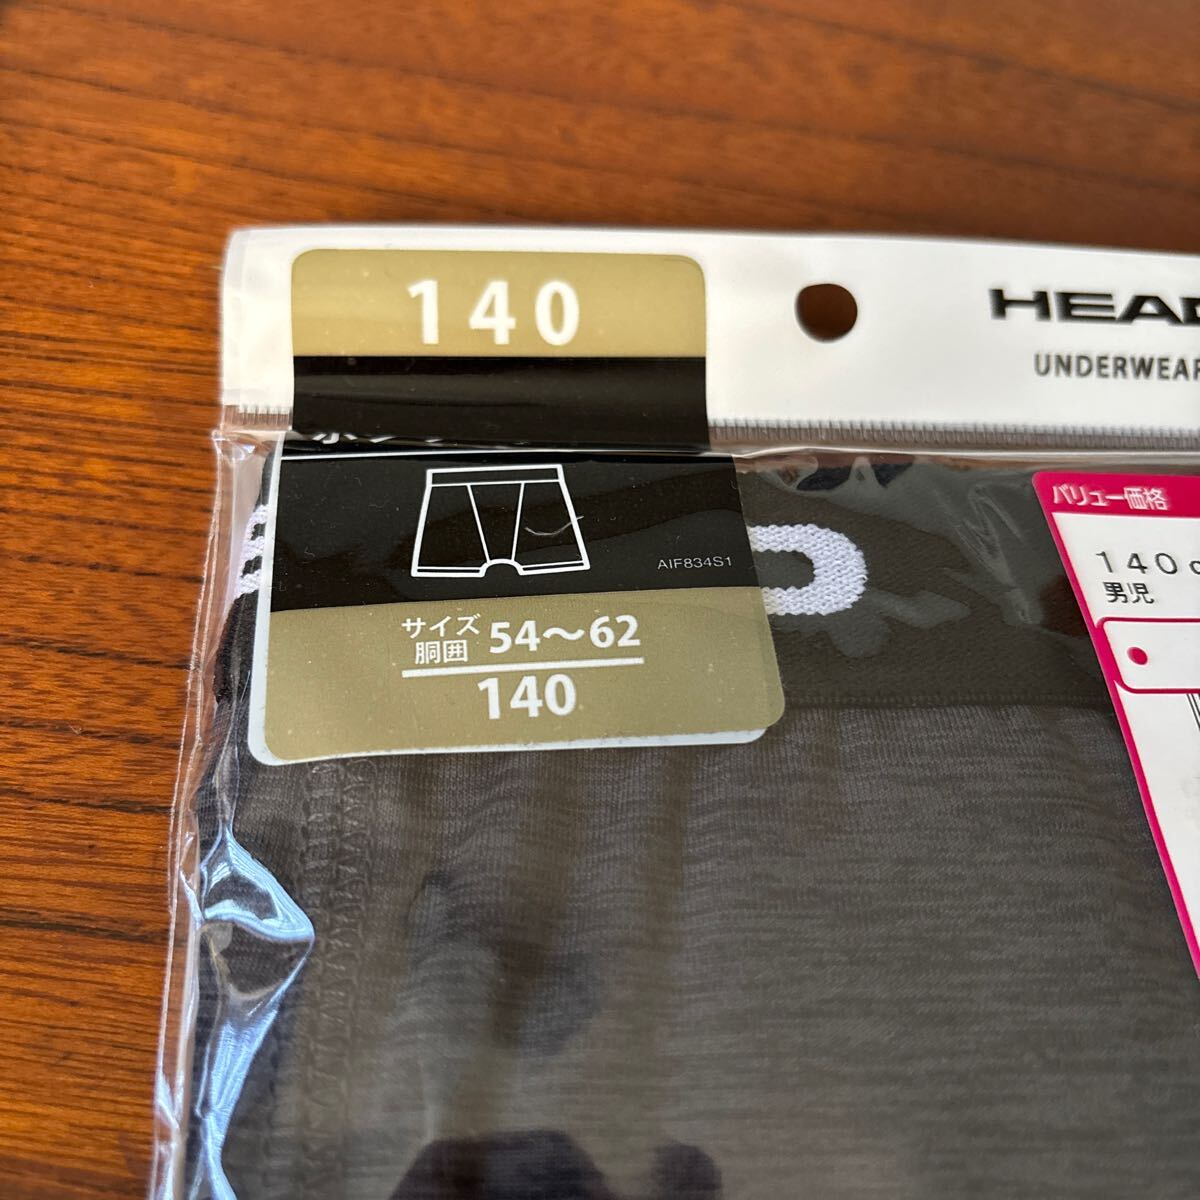 140
HEAD
UNDERWEAR
AIF834S1
サイズ 54～62
胴囲
140
バリュー価格
140c
男児